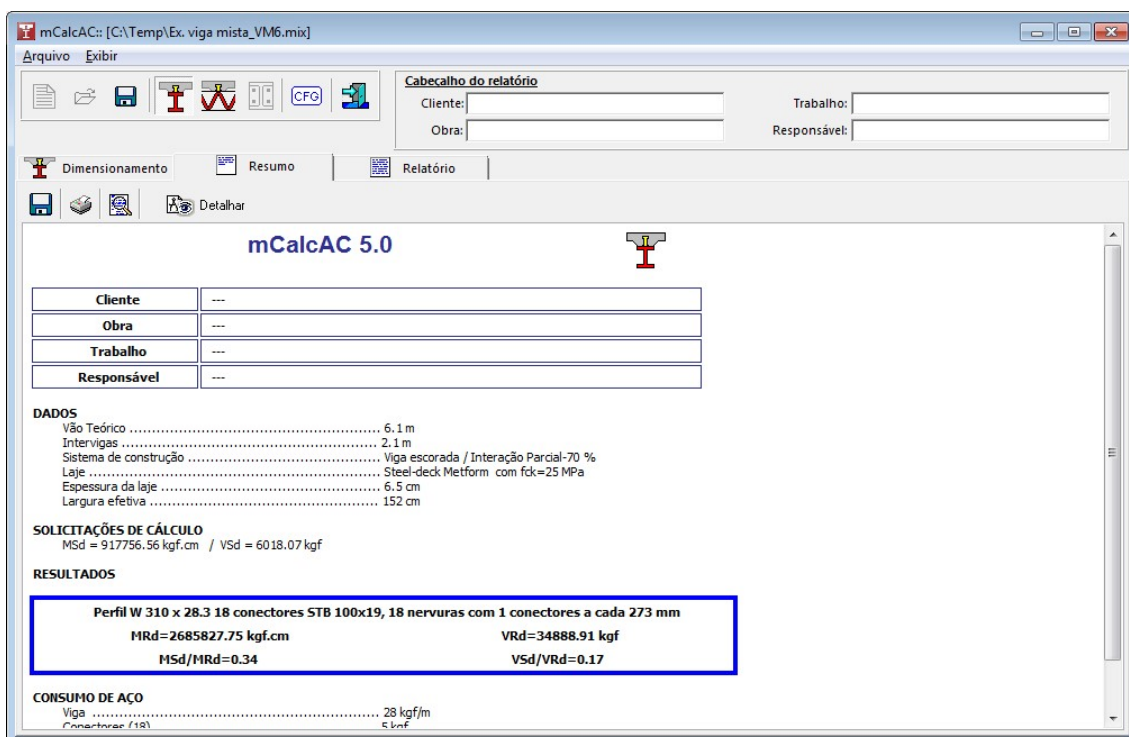 mCalcAC:: [C:\Temp\Ex. viga mista_VM6.mix]
Arquivo Exibir
CFG
Cabeçalho do relatório
Cliente: Trabalho:
Obra: Responsável:
Dimensionamento Resumo Relatório
Detalhar
mCalcAC 5.0
Cliente ---
Obra ---
Trabalho ---
Responsável ---
DADOS
Vão Teórico ........................................................ 6.1 m
Intervigas ......................................................... 2.1 m
Sistema de construção ........................................... Viga escorada / Interação Parcial-70 %
Laje ................................................................. Steel-deck Metform com fck=25 MPa
Espessura da laje ................................................. 6.5 cm
Largura efetiva ................................................... 152 cm
SOLICITAÇÕES DE CÁLCULO
MSd = 917756.56 kgf.cm / VSd = 6018.07 kgf
RESULTADOS
Perfil W 310 x 28.3 18 conectores STB 100x19, 18 nervuras com 1 conectores a cada 273 mm
MRd=2685827.75 kgf.cm VRd=34888.91 kgf
MSd/MRd=0.34 VSd/VRd=0.17
CONSUMO DE AÇO
Viga ................................................................ 28 kgf/m
Conectores (18) ................................................... 5 kgf